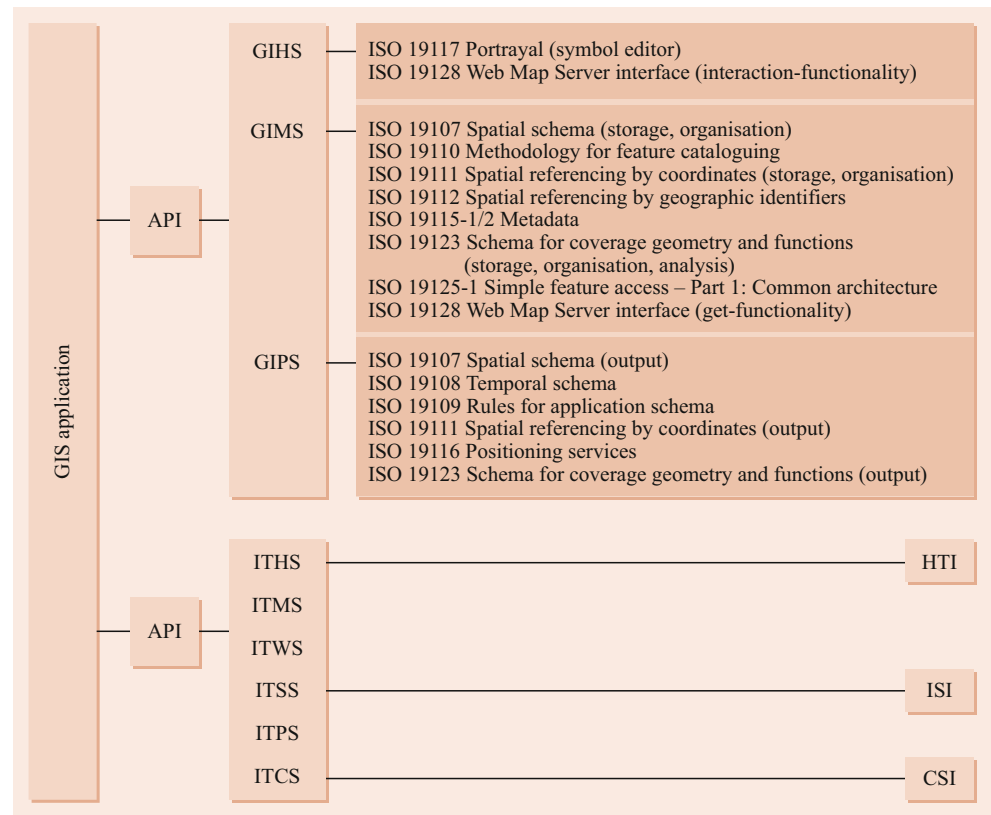 GIS application
API
GIHS
ISO 19117 Portrayal (symbol editor)
ISO 19128 Web Map Server interface (interaction-functionality)
GIMS
ISO 19107 Spatial schema (storage, organisation)
ISO 19110 Methodology for feature cataloguing
ISO 19111 Spatial referencing by coordinates (storage, organisation)
ISO 19112 Spatial referencing by geographic identifiers
ISO 19115-1/2 Metadata
ISO 19123 Schema for coverage geometry and functions
(storage, organisation, analysis)
ISO 19125-1 Simple feature access – Part 1: Common architecture
ISO 19128 Web Map Server interface (get-functionality)
GIPS
ISO 19107 Spatial schema (output)
ISO 19108 Temporal schema
ISO 19109 Rules for application schema
ISO 19111 Spatial referencing by coordinates (output)
ISO 19116 Positioning services
ISO 19123 Schema for coverage geometry and functions (output)
API
ITHS
HTI
ITMS
ITWS
ITSS
ISI
ITPS
ITCS
CSI